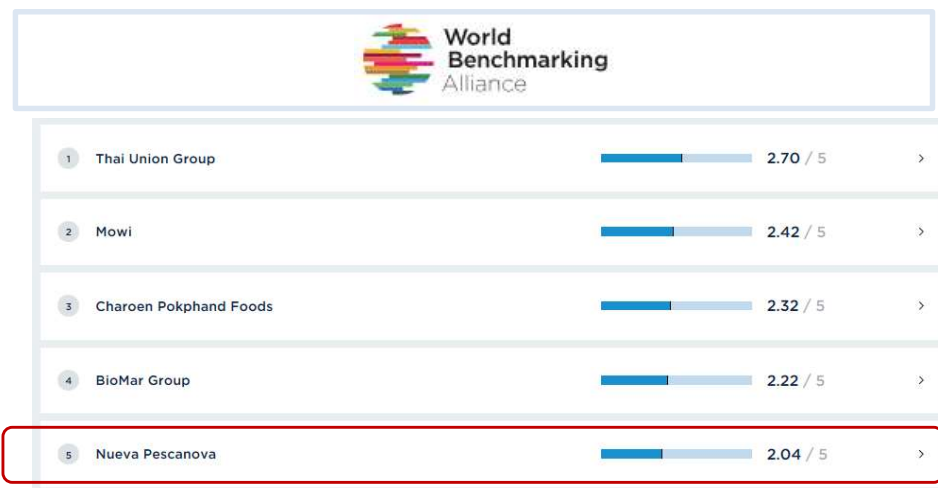 World
Benchmarking
Alliance
1 Thai Union Group 2.70 / 5 >
2 Mowi 2.42 / 5 >
3 Charoen Pokphand Foods 2.32 / 5 >
4 BioMar Group 2.22 / 5 >
5 Nueva Pescanova 2.04 / 5 >